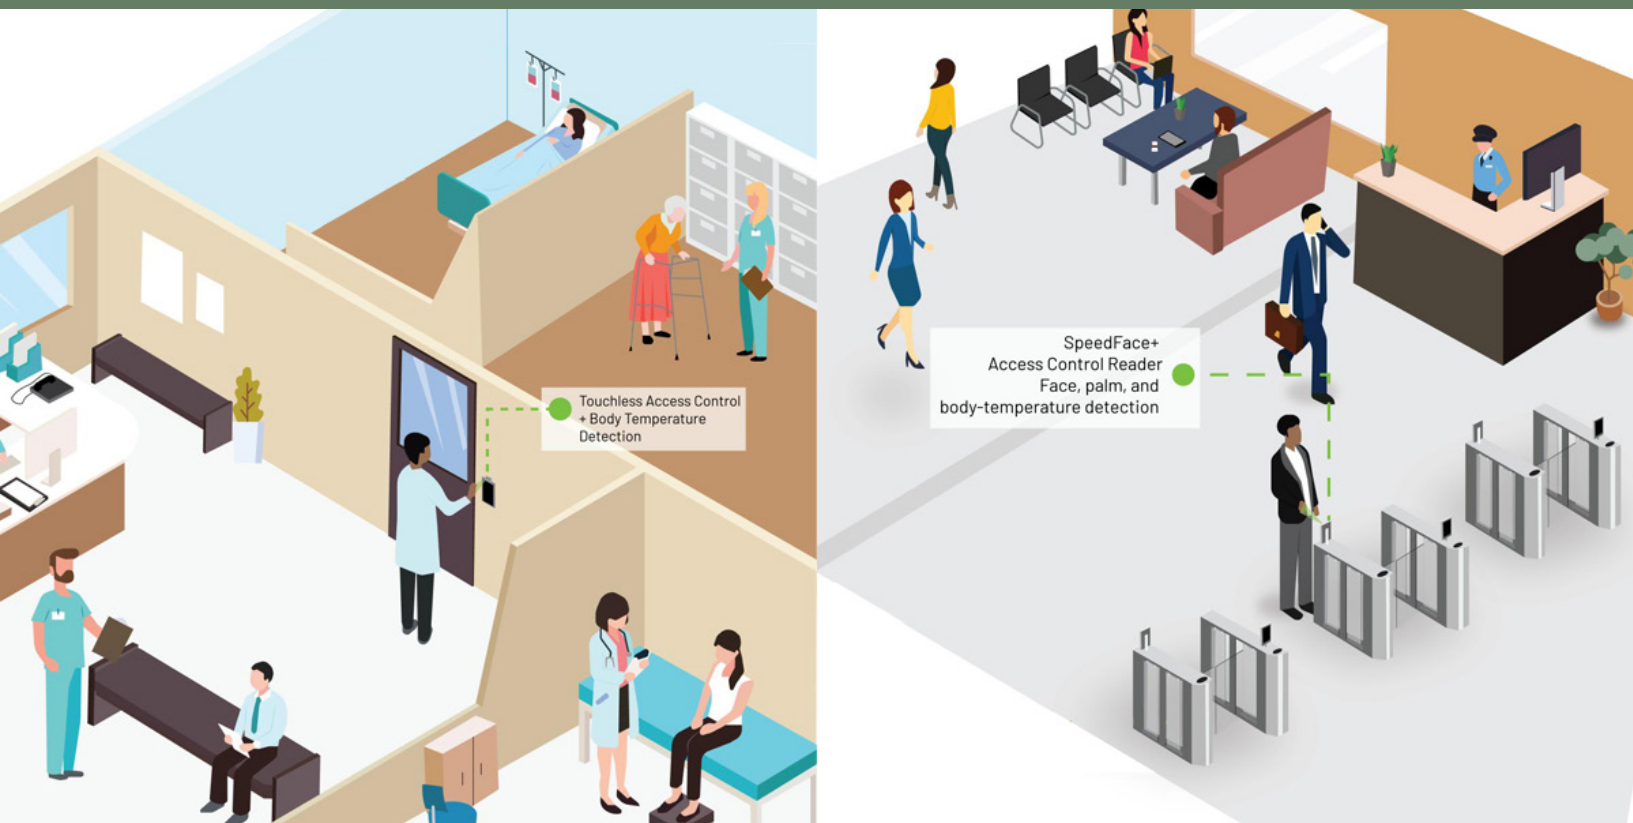 Touchless Access Control
+ Body Temperature
Detection
SpeedFace+
Access Control Reader
Face, palm, and
body-temperature detection